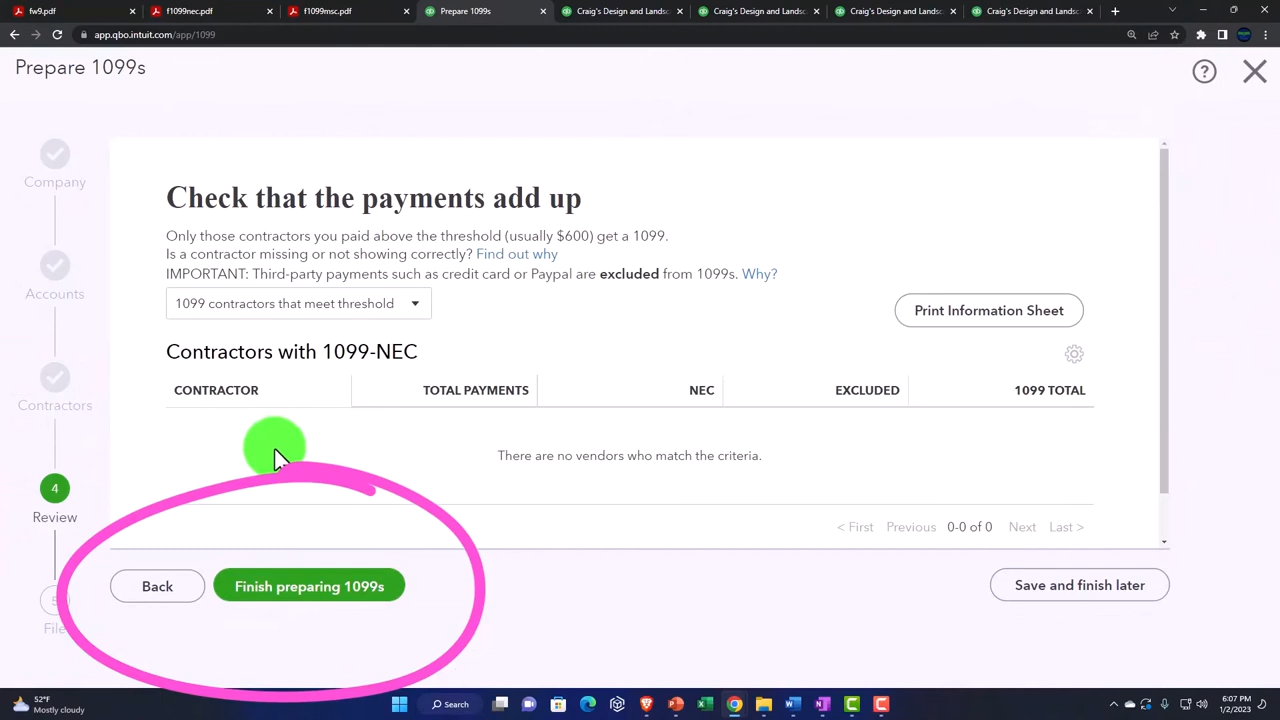 fw9.pdf
f1099msc.pdf
f1099nec.pdf
Prepare 1099s
Craig's Design and Landsc
Craig's Design and Landsc
Craig's Design and Landsc
Craig's Design and Landsc
app.qbo.intuit.com/app/1099
Prepare 1099s
Company
Accounts
Contractors
4
Review
File
Check that the payments add up
Only those contractors you paid above the threshold (usually $600) get a 1099.
Is a contractor missing or not showing correctly? Find out why
IMPORTANT: Third-party payments such as credit card or Paypal are excluded from 1099s. Why?
1099 contractors that meet threshold
Print Information Sheet
Contractors with 1099-NEC
CONTRACTOR TOTAL PAYMENTS NEC EXCLUDED 1099 TOTAL
There are no vendors who match the criteria.
< First Previous 0-0 of 0 Next Last >
Back
Finish preparing 1099s
Save and finish later
52°F
Mostly cloudy
Search
6:07 PM
1/2/2023